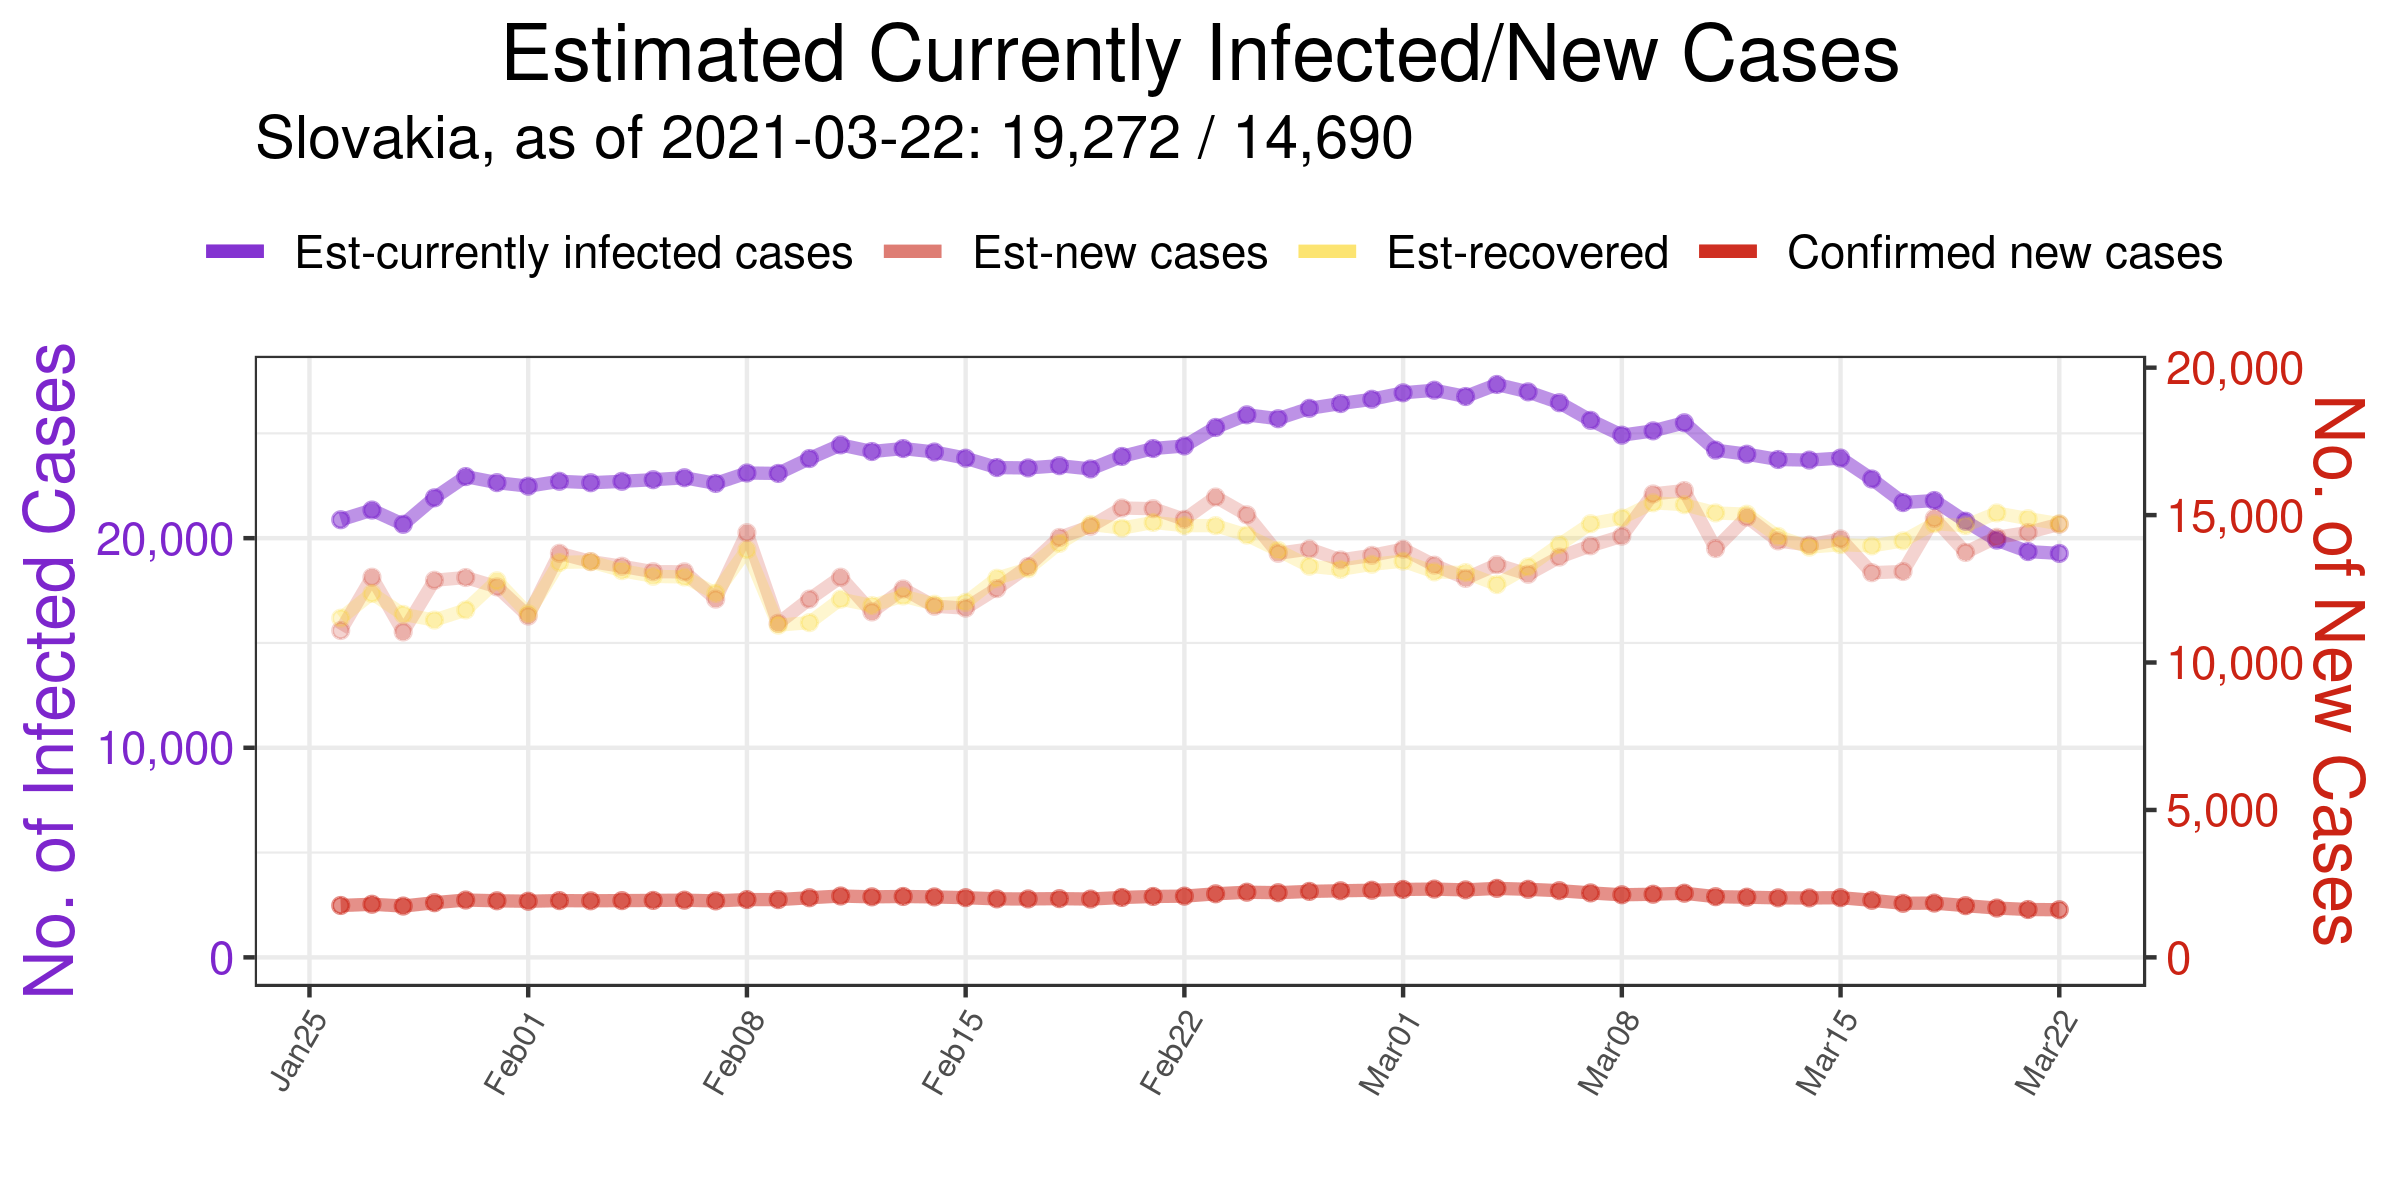 Estimated Currently Infected/New Cases
Slovakia, as of 2021-03-22: 19,272 / 14,690
Est-currently infected cases Est-new cases Est-recovered Confirmed new cases
No. of Infected Cases
20,000
10,000
0
20,000
15,000
10,000
5,000
0
No. of New Cases
Jan25 Feb01 Feb08 Feb15 Feb22 Mar01 Mar08 Mar15 Mar22